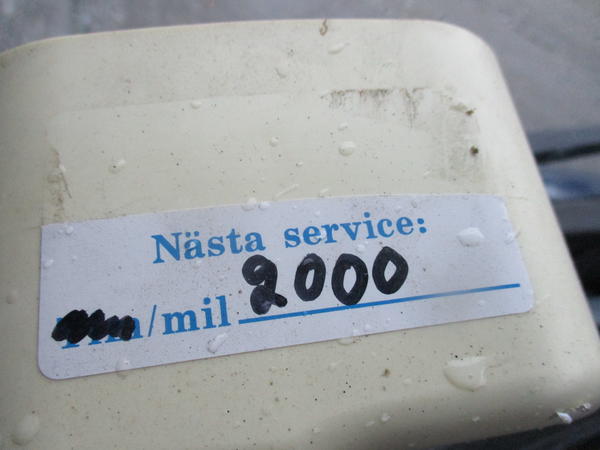 Nästa service:
/mil 2000